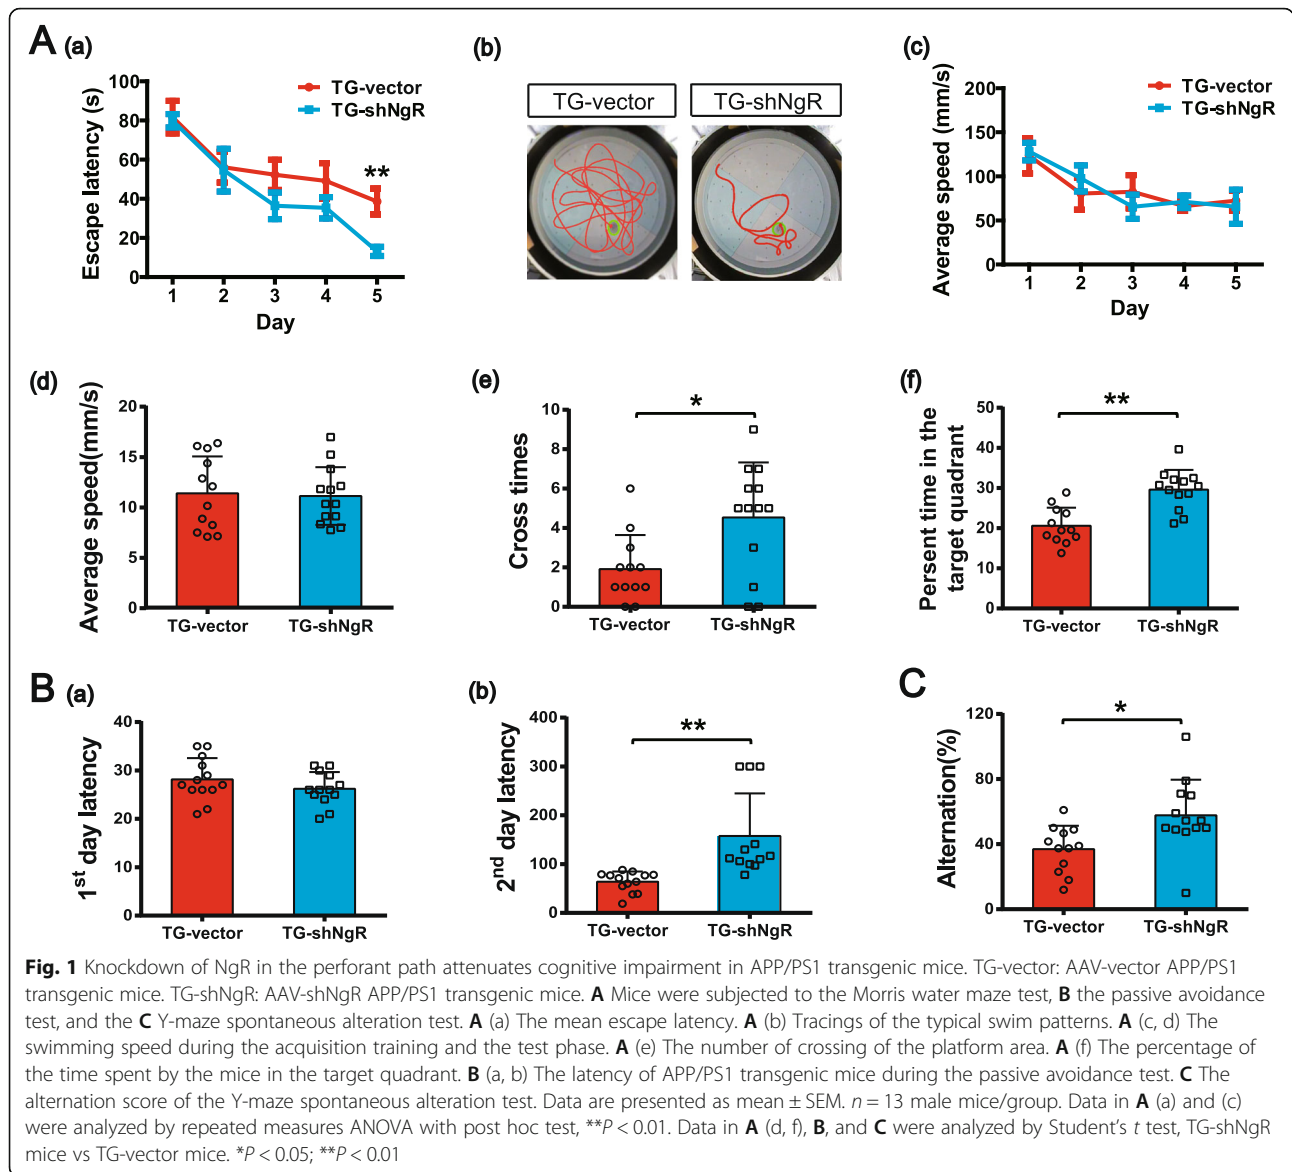 A (a)
Escape latency (s)
100
80
60
40
20
0
1 2 3 4 5
Day
TG-vector
TG-shNgR
**
(b)
TG-vector TG-shNgR
(c)
Average speed (mm/s)
200
150
100
50
0
1 2 3 4 5
Day
TG-vector
TG-shNgR
(d)
Average speed(mm/s)
20
15
10
5
0
TG-vector TG-shNgR
(e)
Cross times
10
8
6
4
2
0
*
TG-vector TG-shNgR
(f)
Persent time in the
target quadrant
50
40
30
20
10
0
**
TG-vector TG-shNgR
B (a)
1st day latency
40
30
20
10
0
TG-vector TG-shNgR
(b)
2nd day latency
400
300
200
100
0
**
TG-vector TG-shNgR
C
Alternation(%)
120
80
40
0
*
TG-vector TG-shNgR
Fig. 1 Knockdown of NgR in the perforant path attenuates cognitive impairment in APP/PS1 transgenic mice. TG-vector: AAV-vector APP/PS1
transgenic mice. TG-shNgR: AAV-shNgR APP/PS1 transgenic mice. A Mice were subjected to the Morris water maze test, B the passive avoidance
test, and the C Y-maze spontaneous alteration test. A (a) The mean escape latency. A (b) Tracings of the typical swim patterns. A (c, d) The
swimming speed during the acquisition training and the test phase. A (e) The number of crossing of the platform area. A (f) The percentage of
the time spent by the mice in the target quadrant. B (a, b) The latency of APP/PS1 transgenic mice during the passive avoidance test. C The
alternation score of the Y-maze spontaneous alteration test. Data are presented as mean ± SEM. n = 13 male mice/group. Data in A (a) and (c)
were analyzed by repeated measures ANOVA with post hoc test, **P < 0.01. Data in A (d, f), B, and C were analyzed by Student's t test, TG-shNgR
mice vs TG-vector mice. *P < 0.05; **P < 0.01